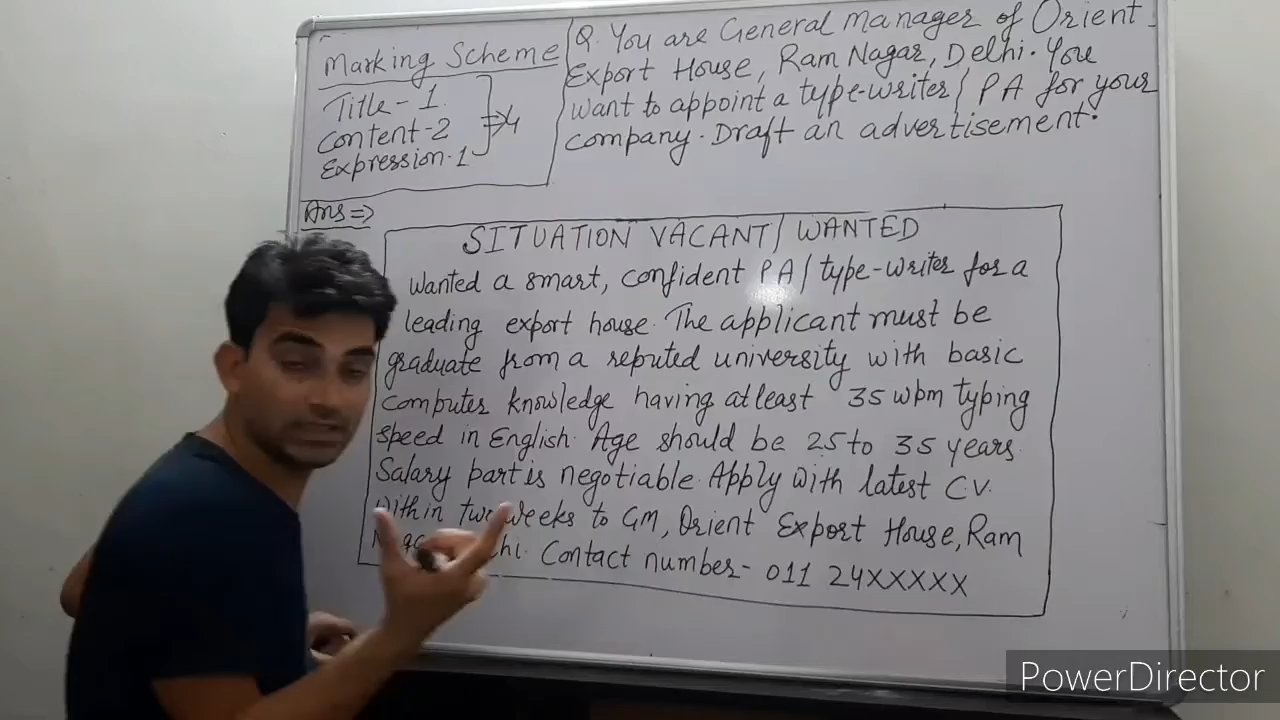 Marking Scheme
Title - 1
Content - 2
Expression - 1
4
Q. You are General Manager of Orient
Export House, Ram Nagar, Delhi. You
want to appoint a type-writer/ PA for your
company. Draft an advertisement.
Ans =>
SITUATION VACANT/ WANTED
Wanted a smart, confident PA/ type-writer for a
leading export house. The applicant must be
graduate from a reputed university with basic
computer knowledge having atleast 35 wpm typing
speed in English. Age should be 25 to 35 years.
Salary part is negotiable. Apply with latest C.V.
Within two weeks to GM, Orient Export House, Ram
Contact number- 011 24XXXXX
PowerDirector